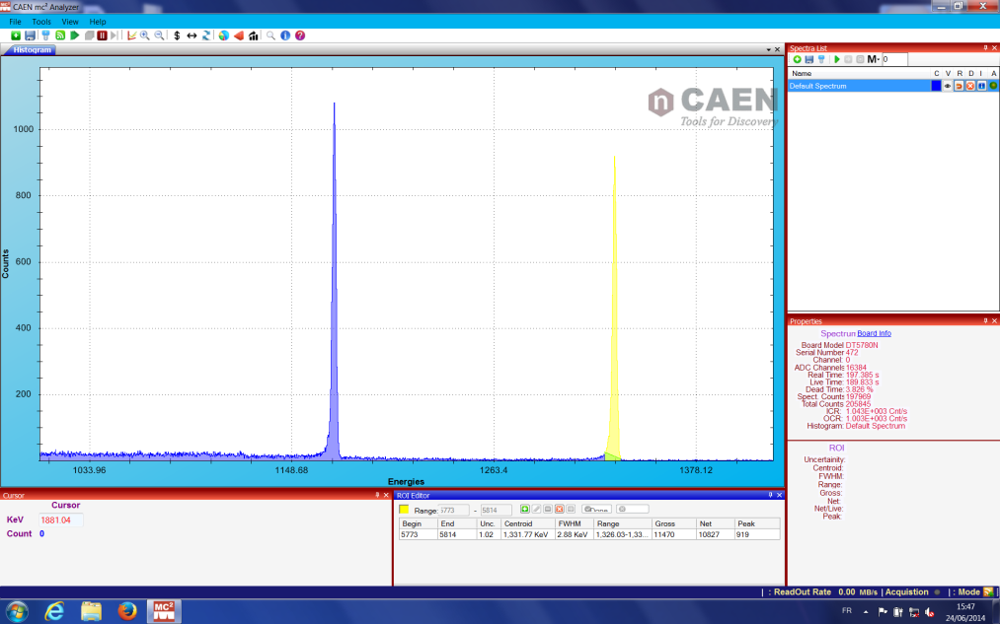 CAEN mc² Analyzer
File Tools View Help
Histogram
n CAEN
Tools for Discovery
1000
800
600
400
200
Counts
1033.96 1148.68 1263.4 1378.12
Energies
Spectra List
M 0
Name C V R D I A
Default Spectrum
Properties
Spectrun Board info
Board Model DT5780N
Serial Number 472
Channel: 0
ADC Channels 16384
Real Time: 197.385 s
Live Time: 189.833 s
Dead Time: 3.826 %
Spect. Counts 197969
Total Counts 205845
ICR: 1.043E+003 Cnt/s
OCR: 1.003E+003 Cnt/s
Histogram: Default Spectrum
ROI
Uncertainity:
Centroid:
FWHM:
Range:
Gross:
Net:
Net/Live:
Peak:
Cursor
Cursor
KeV 1881.04
Count 0
ROI Editor
Range: 5773 - 5814 Done
Begin End Unc. Centroid FWHM Range Gross Net Peak
5773 5814 1.02 1,331.77 KeV 2.88 KeV 1,326.03-1,33... 11470 10827 919
| : ReadOut Rate 0.00 MB/s | Acquistion | : Mode
MC²
FR
15:47
24/06/2014